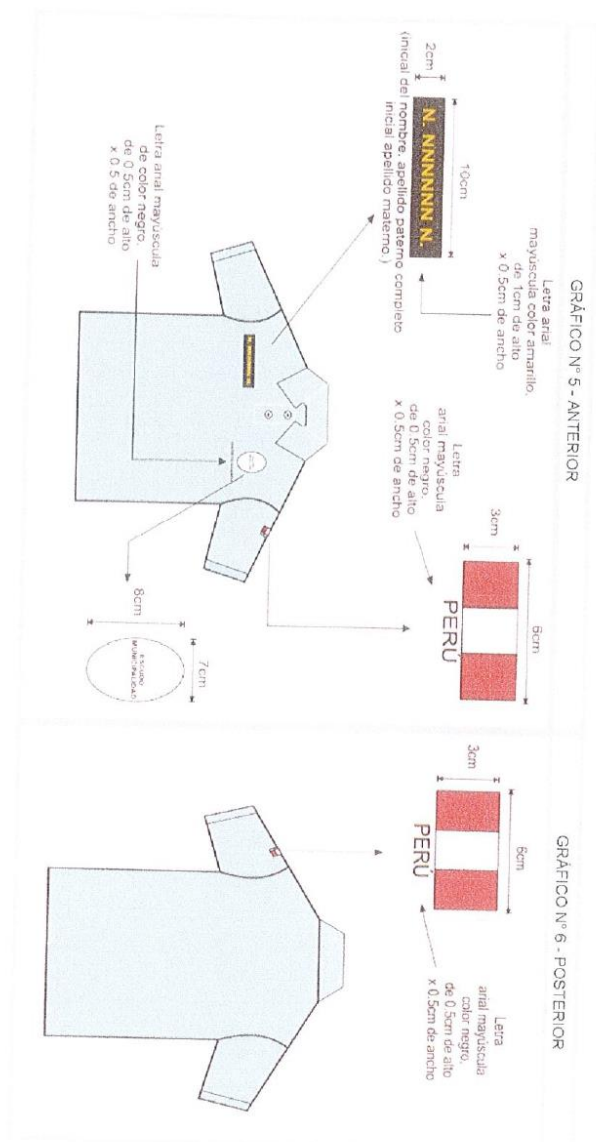 GRÁFICO N° 5 - ANTERIOR
Letra arial
mayúscula color amarillo,
de 1cm de alto
x 0.5cm de ancho
10cm
2cm
N. NNNNNN N.
(inicial del nombre, apellido paterno completo
inicial apellido materno.)
Letra
arial mayúscula
color negro,
de 0.5cm de alto
x 0.5cm de ancho
6cm
3cm
PERÚ
Letra arial mayúscula
de color negro,
de 0.5cm de alto
x 0.5 de ancho
7cm
8cm
ESCUDO
MUNICIPALIDAD
GRÁFICO N° 6 - POSTERIOR
6cm
3cm
PERÚ
Letra
arial mayúscula
color negro,
de 0.5cm de alto
x 0.5cm de ancho